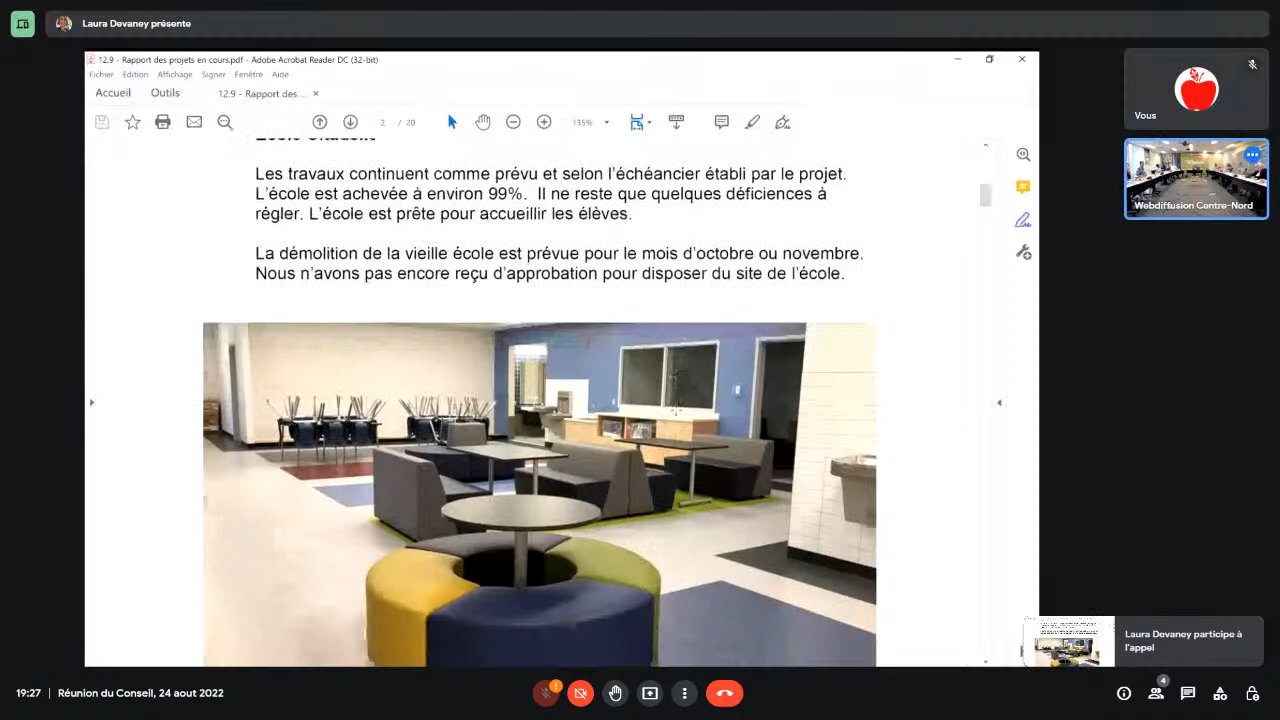 Laura Devaney présente
12.9 - Rapport des projets en cours.pdf - Adobe Acrobat Reader DC (32-bit)
Fichier Edition Affichage Signer Fenêtre Aide
Accueil Outils 12.9 - Rapport des ... ×
2 / 20 135%
Les travaux continuent comme prévu et selon l'échéancier établi par le projet.
L'école est achevée à environ 99%. Il ne reste que quelques déficiences à
régler. L'école est prête pour accueillir les élèves.
La démolition de la vieille école est prévue pour le mois d'octobre ou novembre.
Nous n'avons pas encore reçu d'approbation pour disposer du site de l'école.
Vous
Webdiffusion Centre-Nord
Laura Devaney participe à
l'appel
19:27 | Réunion du Conseil, 24 aout 2022
4